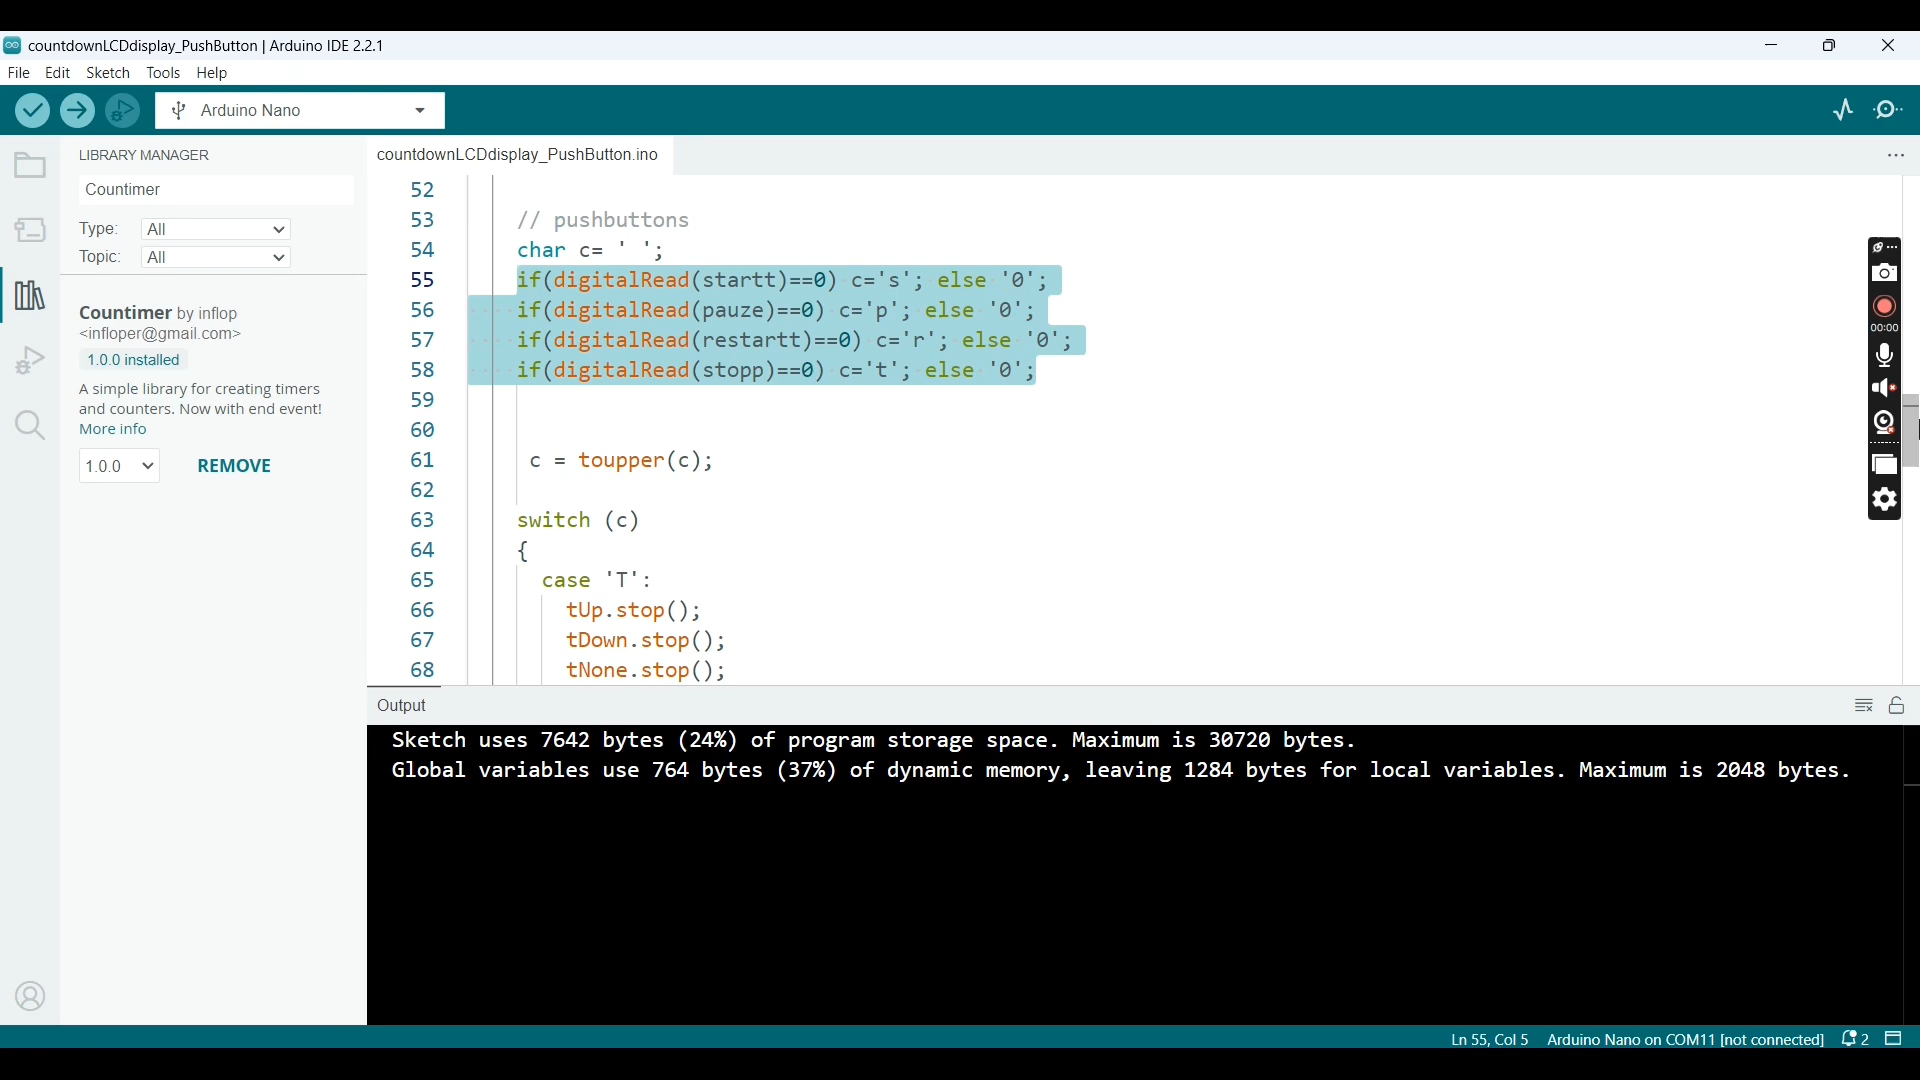 countdownLCDdisplay_PushButton | Arduino IDE 2.2.1
File Edit Sketch Tools Help
Arduino Nano
LIBRARY MANAGER
Countimer
Type: All
Topic: All
Countimer by inflop
<infloper@gmail.com>
1.0.0 installed
A simple library for creating timers
and counters. Now with end event!
More info
1.0.0 REMOVE
countdownLCDdisplay_PushButton.ino
52
53 // pushbuttons
54 char c= ' ';
55 if(digitalRead(startt)==0) c='s'; else '0';
56 if(digitalRead(pauze)==0) c='p'; else '0';
57 if(digitalRead(restartt)==0) c='r'; else '0';
58 if(digitalRead(stopp)==0) c='t'; else '0';
59
60
61 c = toupper(c);
62
63 switch (c)
64 {
65 case 'T':
66 tUp.stop();
67 tDown.stop();
68 tNone.stop();
00:00
Output
Sketch uses 7642 bytes (24%) of program storage space. Maximum is 30720 bytes.
Global variables use 764 bytes (37%) of dynamic memory, leaving 1284 bytes for local variables. Maximum is 2048 bytes.
Ln 55, Col 5 Arduino Nano on COM11 [not connected] 2